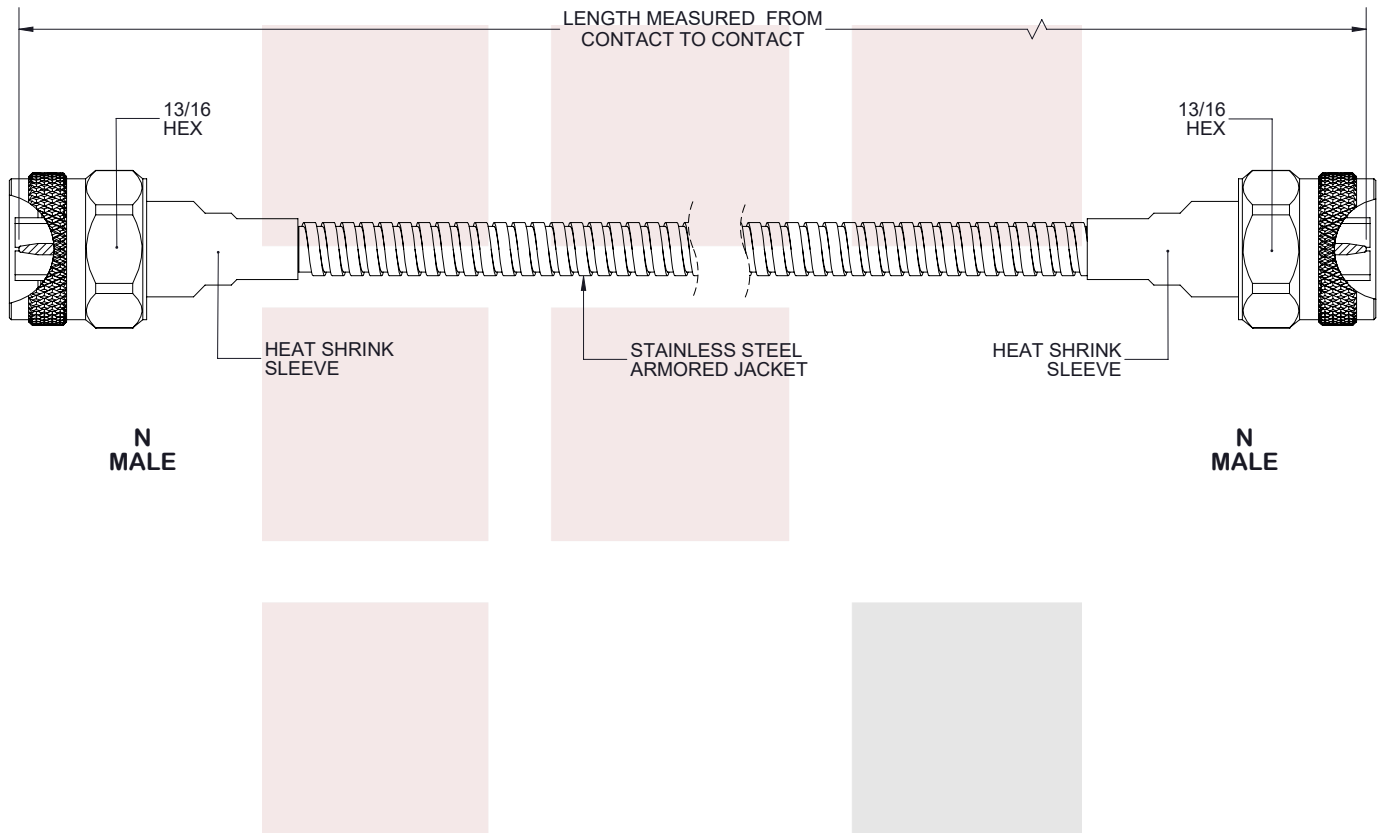 LENGTH MEASURED FROM
CONTACT TO CONTACT
13/16
HEX
13/16
HEX
HEAT SHRINK
SLEEVE
STAINLESS STEEL
ARMORED JACKET
HEAT SHRINK
SLEEVE
N
MALE
N
MALE